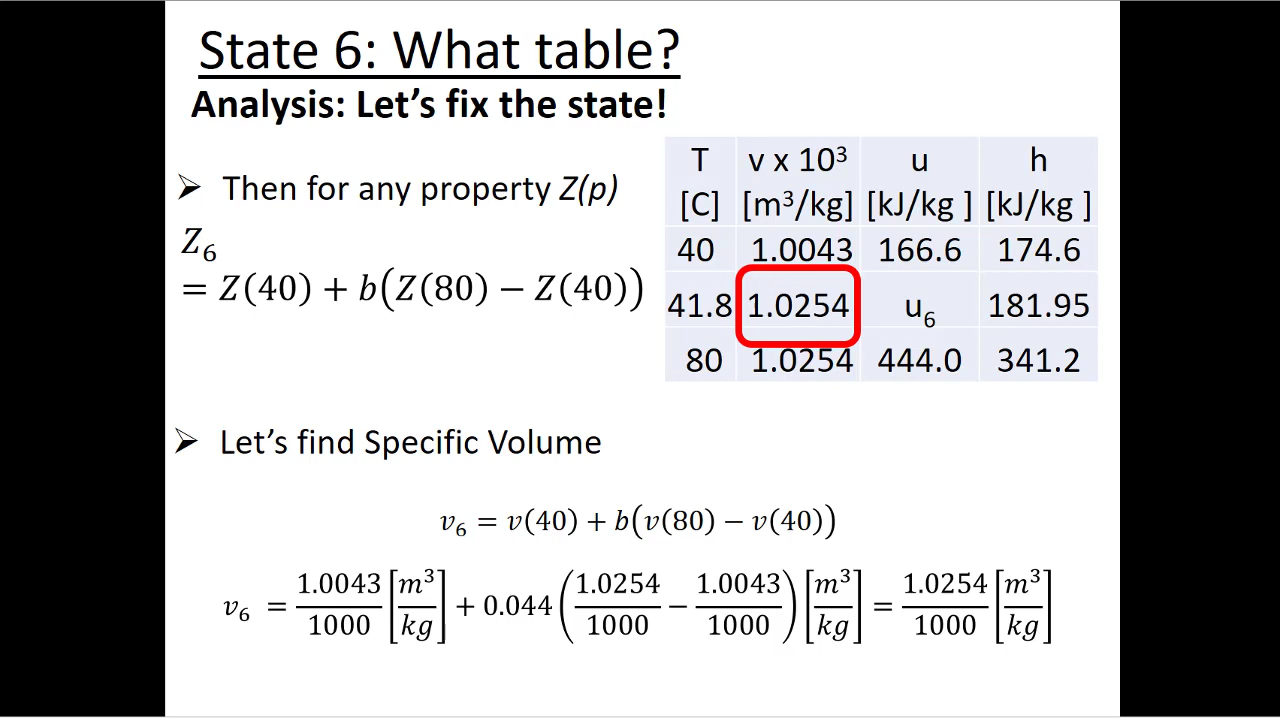 State 6: What table?
Analysis: Let's fix the state!
➢ Then for any property Z(p)
Z₆
= Z(40) + b(Z(80) − Z(40))
T v x 10³ u h
[C] [m³/kg] [kJ/kg ] [kJ/kg ]
40 1.0043 166.6 174.6
41.8 1.0254 u₆ 181.95
80 1.0254 444.0 341.2
➢ Let's find Specific Volume
v₆ = v(40) + b(v(80) − v(40))
v₆ = 1.0043/1000 [m³/kg] + 0.044 (1.0254/1000 − 1.0043/1000) [m³/kg] = 1.0254/1000 [m³/kg]